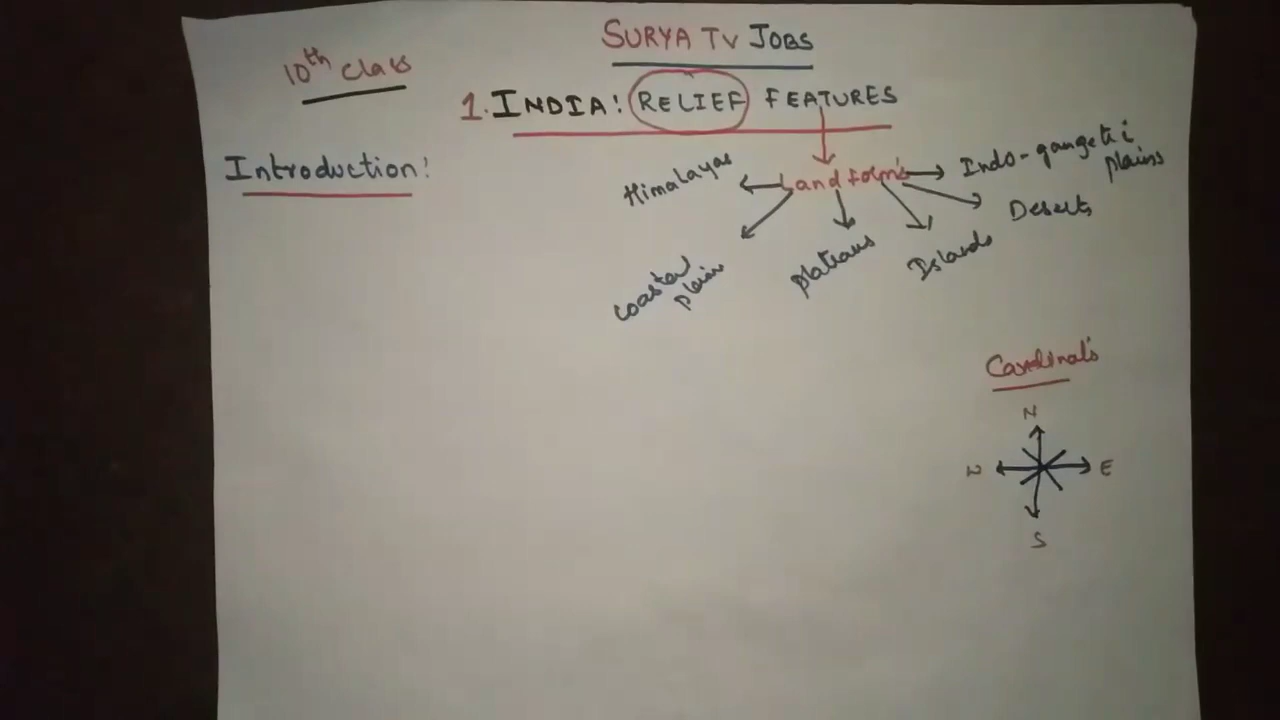 SURYA TV JOBS
10th class
1. INDIA: RELIEF FEATURES
Introduction:
Land forms
Himalayas
Indo-gangeti
plains
Deserts
Islands
Plateaus
Coastal
plain
Cardinals
N
W
E
S